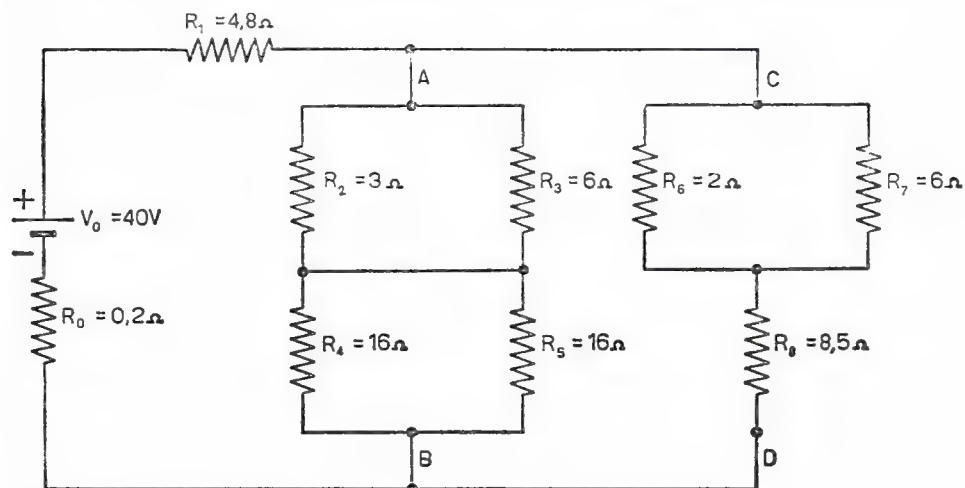 R₁ = 4,8Ω
A
C
R₂ = 3Ω
R₃ = 6Ω
R₆ = 2Ω
R₇ = 6Ω
+
V₀ = 40V
−
R₀ = 0,2Ω
R₄ = 16Ω
R₅ = 16Ω
R₈ = 8,5Ω
B
D